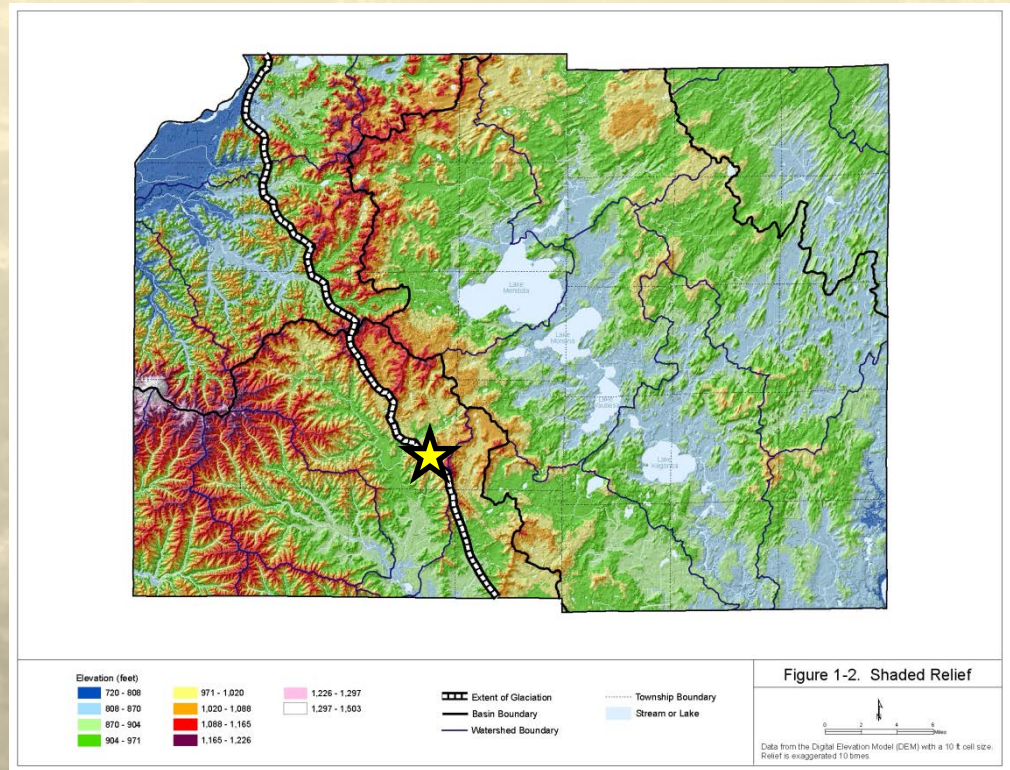 Lake
Mendota
Lake
Monona
Lake
Lake
Kegonsa
Elevation (feet)
720 - 808
808 - 870
870 - 904
904 - 971
971 - 1,020
1,020 - 1,088
1,088 - 1,165
1,165 - 1,226
1,226 - 1,297
1,297 - 1,503
Extent of Glaciation
Basin Boundary
Watershed Boundary
Township Boundary
Stream or Lake
Figure 1-2. Shaded Relief
0 2 4 6
Miles
Data from the Digital Elevation Model (DEM) with a 10 ft cell size.
Relief is exaggerated 10 times